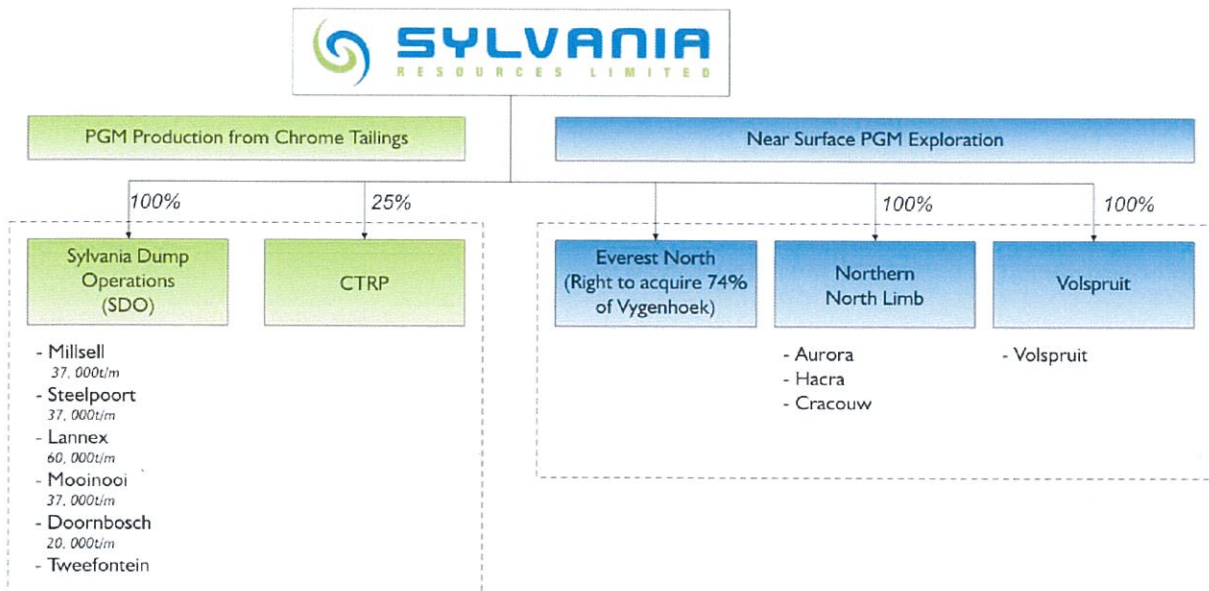 SYLVANIA
RESOURCES LIMITED
PGM Production from Chrome Tailings
Near Surface PGM Exploration
100%
25%
100%
100%
Sylvania Dump
Operations
(SDO)
CTRP
Everest North
(Right to acquire 74%
of Vygenhoek)
Northern
North Limb
Volspruit
- Millsell
37, 000t/m
- Steelpoort
37, 000t/m
- Lannex
60, 000t/m
- Mooinooi
37, 000t/m
- Doornbosch
20, 000t/m
- Tweefontein
- Aurora
- Hacra
- Cracouw
- Volspruit